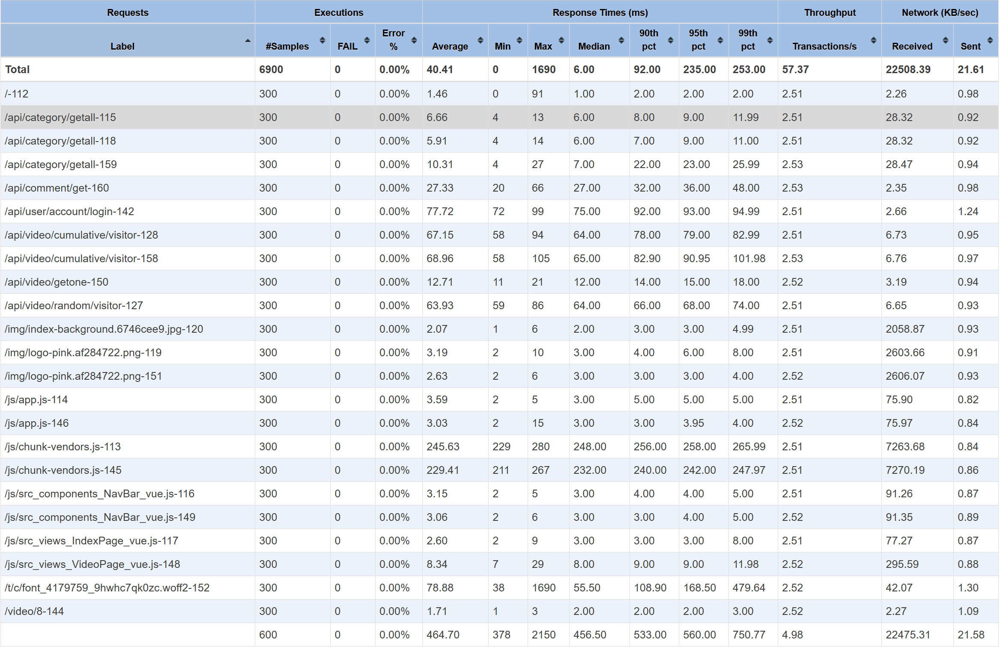 Requests Executions Response Times (ms) Throughput Network (KB/sec)
Label #Samples FAIL Error % Average Min Max Median 90th pct 95th pct 99th pct Transactions/s Received Sent
Total 6900 0 0.00% 40.41 0 1690 6.00 92.00 235.00 253.00 57.37 22508.39 21.61
/-112 300 0 0.00% 1.46 0 91 1.00 2.00 2.00 2.00 2.51 2.26 0.98
/api/category/getall-115 300 0 0.00% 6.66 4 13 6.00 8.00 9.00 11.99 2.51 28.32 0.92
/api/category/getall-118 300 0 0.00% 5.91 4 14 6.00 7.00 9.00 11.00 2.51 28.32 0.92
/api/category/getall-159 300 0 0.00% 10.31 4 27 7.00 22.00 23.00 25.99 2.53 28.47 0.94
/api/comment/get-160 300 0 0.00% 27.33 20 66 27.00 32.00 36.00 48.00 2.53 2.35 0.98
/api/user/account/login-142 300 0 0.00% 77.72 72 99 75.00 92.00 93.00 94.99 2.51 2.66 1.24
/api/video/cumulative/visitor-128 300 0 0.00% 67.15 58 94 64.00 78.00 79.00 82.99 2.51 6.73 0.95
/api/video/cumulative/visitor-158 300 0 0.00% 68.96 58 105 65.00 82.90 90.95 101.98 2.53 6.76 0.97
/api/video/getone-150 300 0 0.00% 12.71 11 21 12.00 14.00 15.00 18.00 2.52 3.19 0.94
/api/video/random/visitor-127 300 0 0.00% 63.93 59 86 64.00 66.00 68.00 74.00 2.51 6.65 0.93
/img/index-background.6746cee9.jpg-120 300 0 0.00% 2.07 1 6 2.00 3.00 3.00 4.99 2.51 2058.87 0.93
/img/logo-pink.af284722.png-119 300 0 0.00% 3.19 2 10 3.00 4.00 6.00 8.00 2.51 2603.66 0.91
/img/logo-pink.af284722.png-151 300 0 0.00% 2.63 2 6 3.00 3.00 3.00 4.00 2.52 2606.07 0.93
/js/app.js-114 300 0 0.00% 3.59 2 5 3.00 5.00 5.00 5.00 2.51 75.90 0.82
/js/app.js-146 300 0 0.00% 3.03 2 15 3.00 3.00 3.95 4.00 2.52 75.97 0.84
/js/chunk-vendors.js-113 300 0 0.00% 245.63 229 280 248.00 256.00 258.00 265.99 2.51 7263.68 0.84
/js/chunk-vendors.js-145 300 0 0.00% 229.41 211 267 232.00 240.00 242.00 247.97 2.51 7270.19 0.86
/js/src_components_NavBar_vue.js-116 300 0 0.00% 3.15 2 5 3.00 4.00 4.00 5.00 2.51 91.26 0.87
/js/src_components_NavBar_vue.js-149 300 0 0.00% 3.06 2 6 3.00 3.00 4.00 5.00 2.52 91.35 0.89
/js/src_views_IndexPage_vue.js-117 300 0 0.00% 2.60 2 9 3.00 3.00 3.00 8.00 2.51 77.27 0.87
/js/src_views_VideoPage_vue.js-148 300 0 0.00% 8.34 7 29 8.00 9.00 9.00 11.98 2.52 295.59 0.88
/t/c/font_4179759_9hwhc7qk0zc.woff2-152 300 0 0.00% 78.88 38 1690 55.50 108.90 168.50 479.64 2.52 42.07 1.30
/video/8-144 300 0 0.00% 1.71 1 3 2.00 2.00 2.00 3.00 2.52 2.27 1.09
600 0 0.00% 464.70 378 2150 456.50 533.00 560.00 750.77 4.98 22475.31 21.58